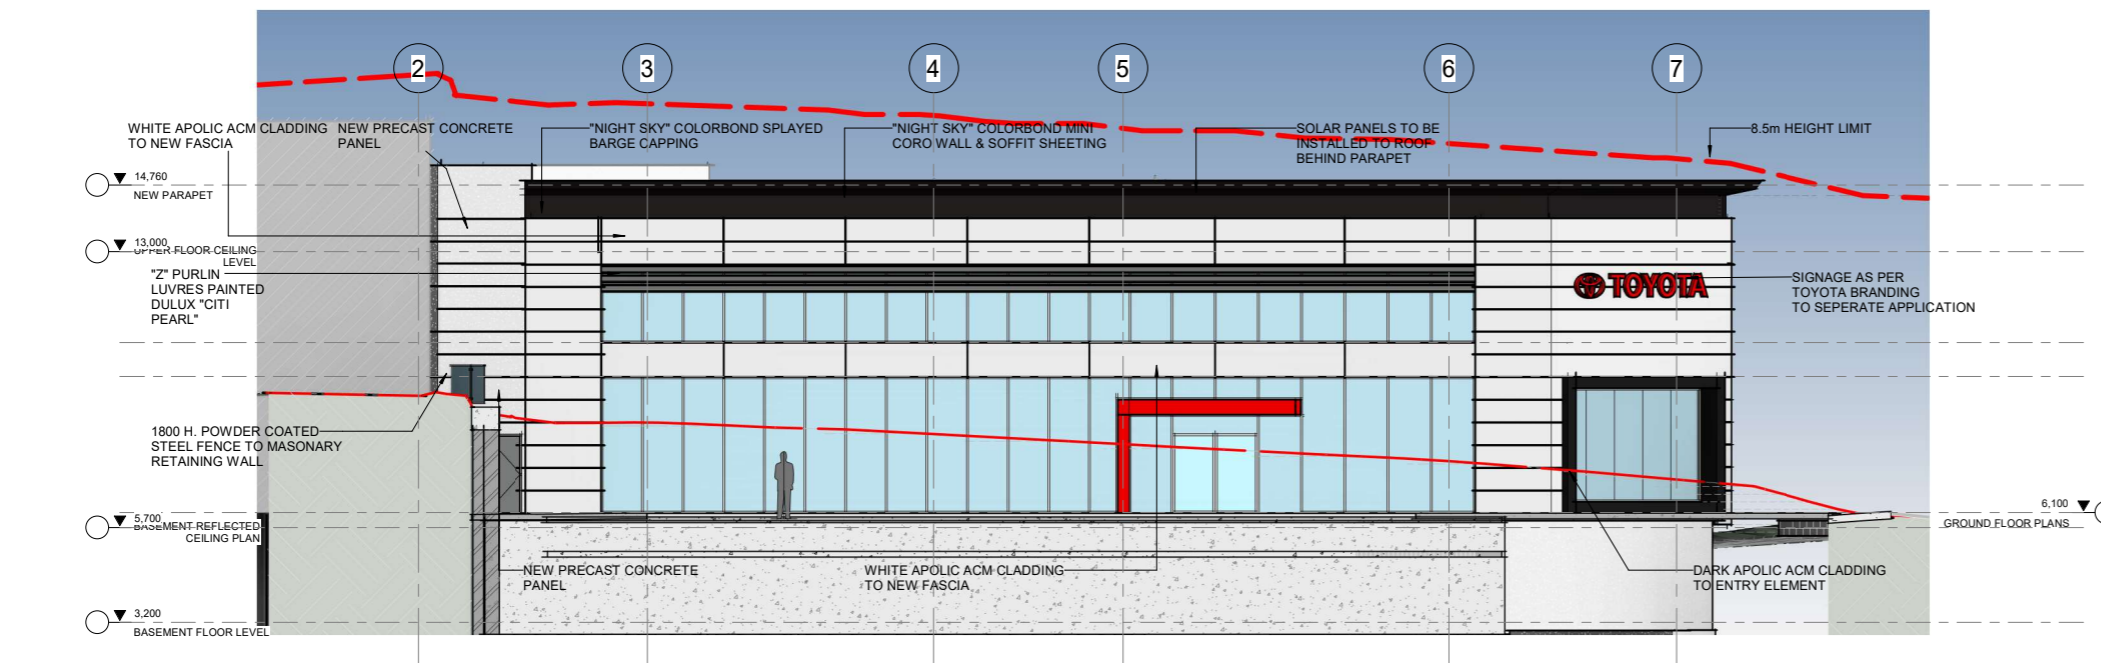 2
3
4
5
6
7
WHITE APOLIC ACM CLADDING
TO NEW FASCIA
NEW PRECAST CONCRETE
PANEL
"NIGHT SKY" COLORBOND SPLAYED
BARGE CAPPING
"NIGHT SKY" COLORBOND MINI
CORO WALL & SOFFIT SHEETING
SOLAR PANELS TO BE
INSTALLED TO ROOF
BEHIND PARAPET
8.5m HEIGHT LIMIT
14,760
NEW PARAPET
13,000
UPPER FLOOR CEILING
LEVEL
"Z" PURLIN
LUVRES PAINTED
DULUX "CITI
PEARL"
TOYOTA
SIGNAGE AS PER
TOYOTA BRANDING
TO SEPERATE APPLICATION
1800 H. POWDER COATED
STEEL FENCE TO MASONARY
RETAINING WALL
5,700
BASEMENT REFLECTED
CEILING PLAN
6,100
GROUND FLOOR PLANS
NEW PRECAST CONCRETE
PANEL
WHITE APOLIC ACM CLADDING
TO NEW FASCIA
DARK APOLIC ACM CLADDING
TO ENTRY ELEMENT
3,200
BASEMENT FLOOR LEVEL